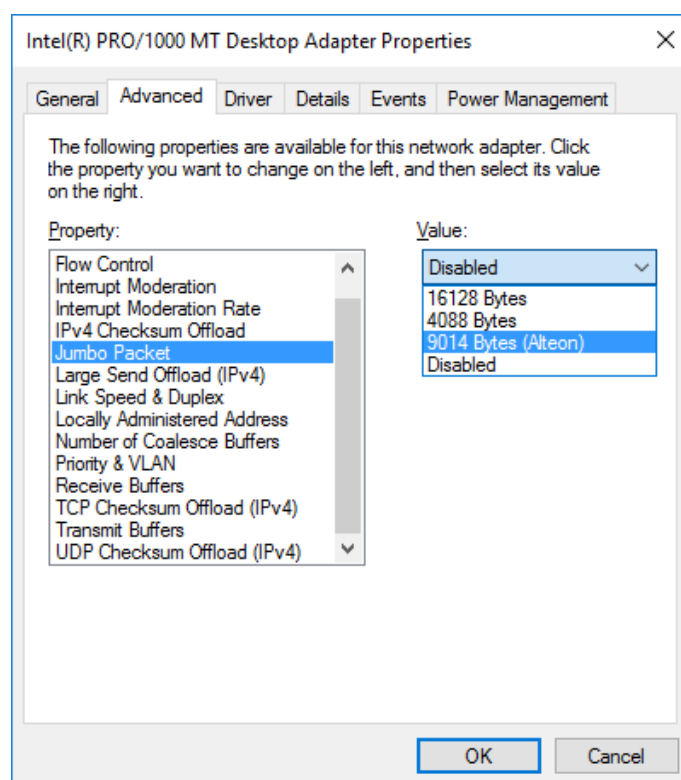 Intel(R) PRO/1000 MT Desktop Adapter Properties
General Advanced Driver Details Events Power Management
The following properties are available for this network adapter. Click
the property you want to change on the left, and then select its value
on the right.
Property:
Flow Control
Interrupt Moderation
Interrupt Moderation Rate
IPv4 Checksum Offload
Jumbo Packet
Large Send Offload (IPv4)
Link Speed & Duplex
Locally Administered Address
Number of Coalesce Buffers
Priority & VLAN
Receive Buffers
TCP Checksum Offload (IPv4)
Transmit Buffers
UDP Checksum Offload (IPv4)
Value:
Disabled
16128 Bytes
4088 Bytes
9014 Bytes (Alteon)
Disabled
OK Cancel